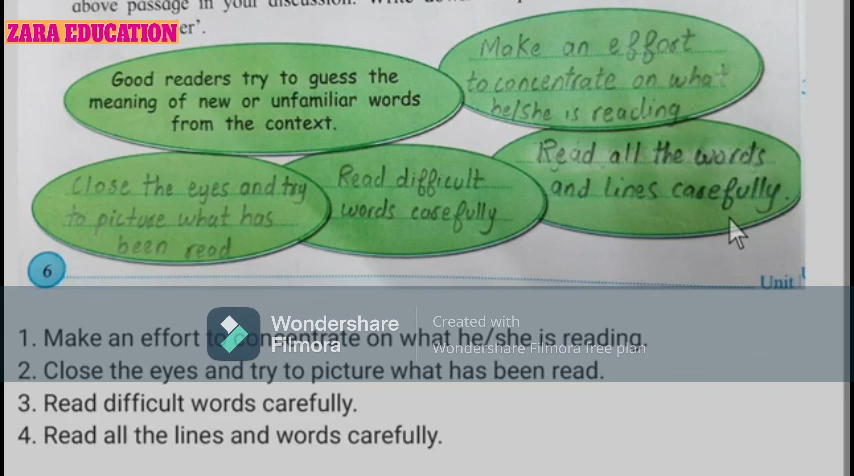 above passage in your discussion.
ZARA EDUCATION
er'.
Good readers try to guess the
meaning of new or unfamiliar words
from the context.
Make an effort
to concentrate on what
he/she is reading
Close the eyes and try
to picture what has
been read
Read difficult
words carefully
Read all the words
and lines carefully.
6
Unit
1. Make an effort to concentrate on what he/she is reading.
Wondershare
Filmora
Created with
Wondershare Filmora free plan
2. Close the eyes and try to picture what has been read.
3. Read difficult words carefully.
4. Read all the lines and words carefully.